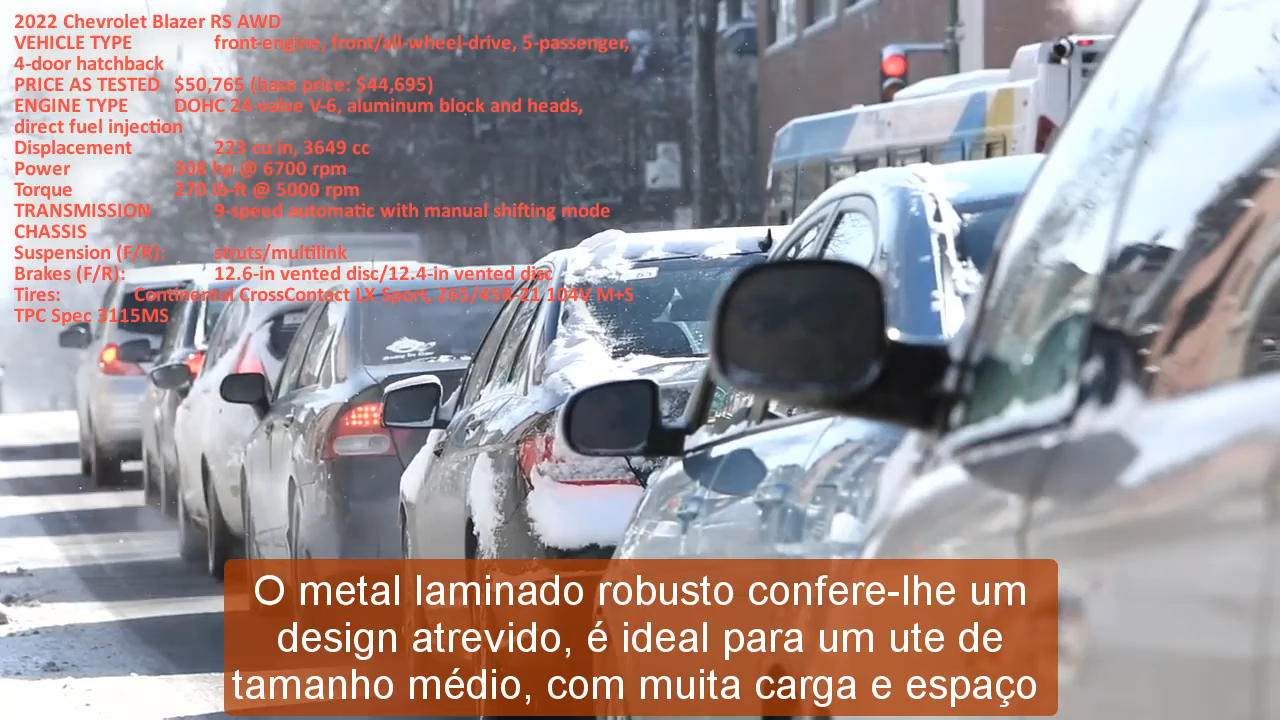 2022 Chevrolet Blazer RS AWD
VEHICLE TYPE front-engine, front/all-wheel-drive, 5-passenger,
4-door hatchback
PRICE AS TESTED $50,765 (base price: $44,695)
ENGINE TYPE DOHC 24-valve V-6, aluminum block and heads,
direct fuel injection
Displacement 223 cu in, 3649 cc
Power 308 hp @ 6700 rpm
Torque 270 lb-ft @ 5000 rpm
TRANSMISSION 9-speed automatic with manual shifting mode
CHASSIS
Suspension (F/R): struts/multilink
Brakes (F/R): 12.6-in vented disc/12.4-in vented disc
Tires: Continental CrossContact LX Sport, 265/45R-21 104V M+S
TPC Spec 3115MS
O metal laminado robusto confere-lhe um
design atrevido, é ideal para um ute de
tamanho médio, com muita carga e espaço